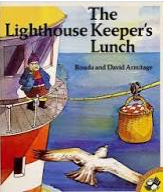 The
Lighthouse Keeper's
Lunch
Ronda and David Armitage